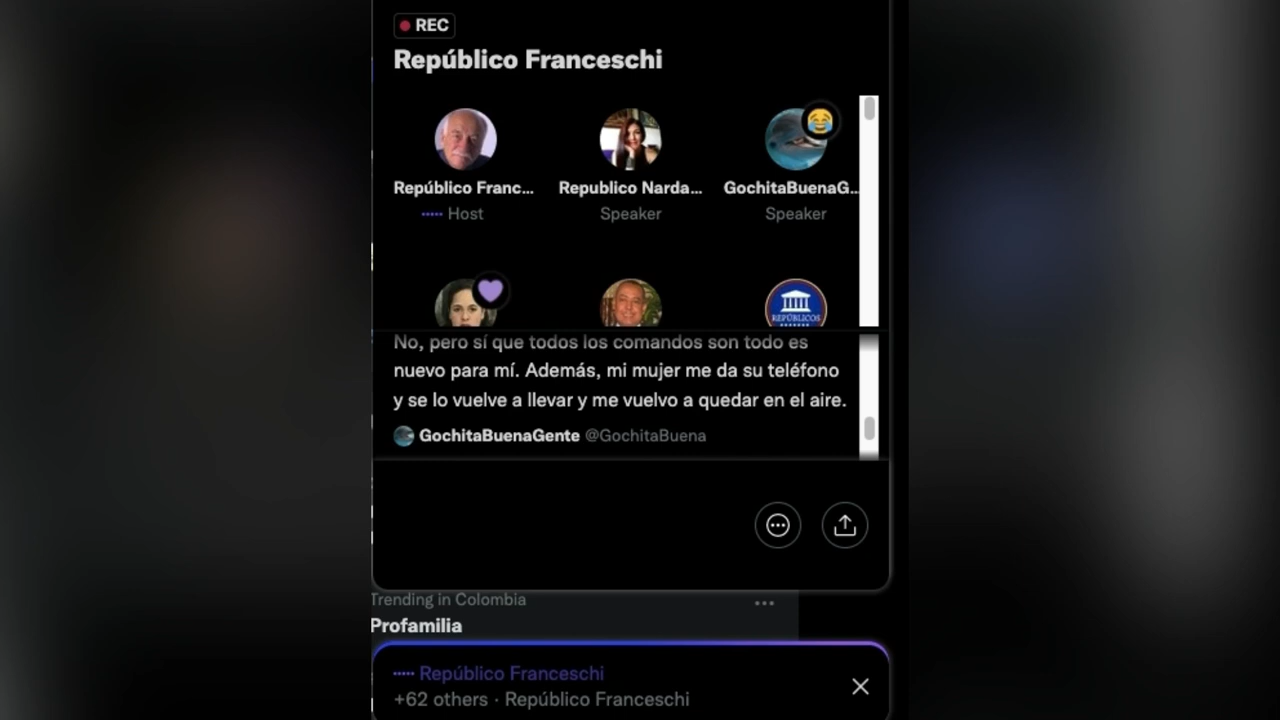 REC
Repúblico Franceschi
Repúblico Franc...
Republico Narda...
GochitaBuenaG...
Host
Speaker
Speaker
REPÚBLICOS
No, pero sí que todos los comandos son todo es
nuevo para mí. Además, mi mujer me da su teléfono
y se lo vuelve a llevar y me vuelvo a quedar en el aire.
GochitaBuenaGente @GochitaBuena
Trending in Colombia
Profamilia
Repúblico Franceschi
+62 others · Repúblico Franceschi